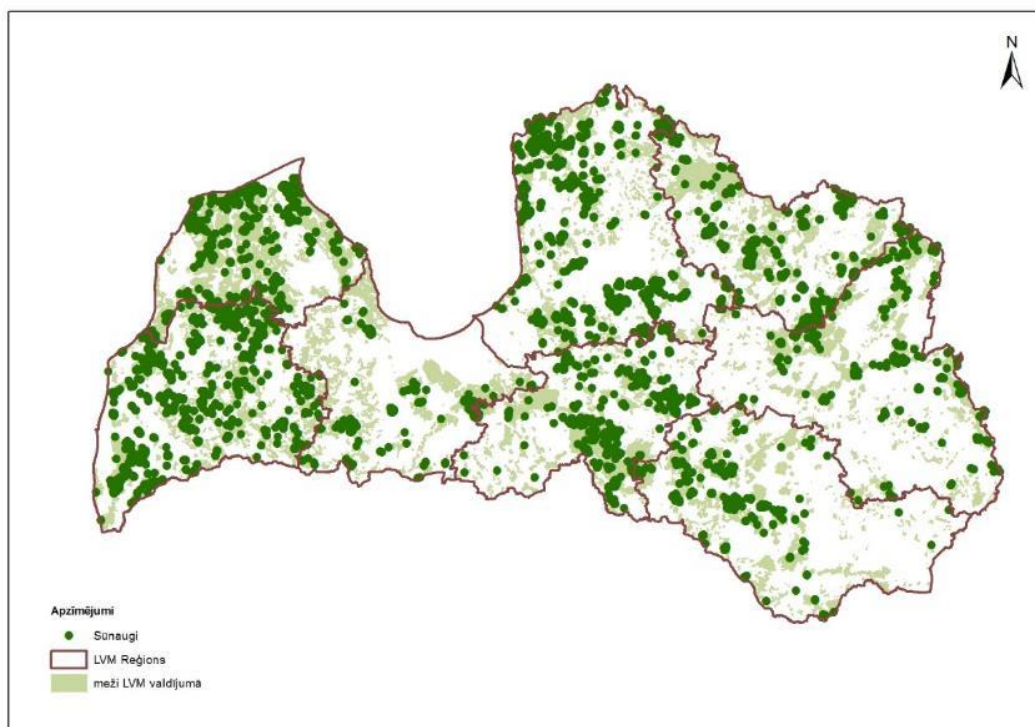 N
Apzīmējumi
Sūnaugi
LVM Reģions
meži LVM valdījumā